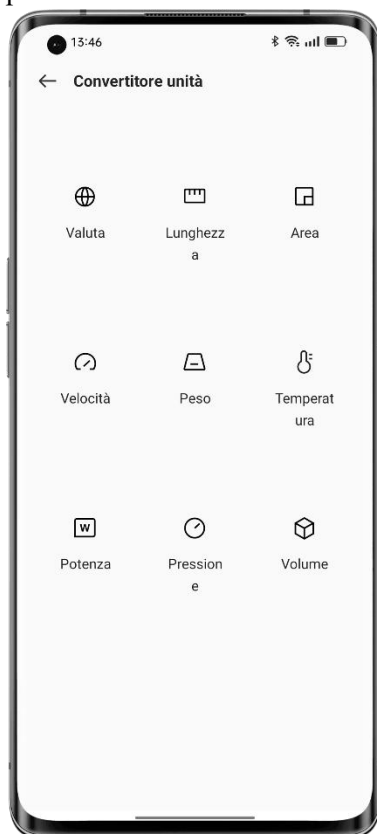 13:46
Convertitore unità
Valuta
Lunghezz
a
Area
Velocità
Peso
Temperat
ura
W
Potenza
Pression
e
Volume